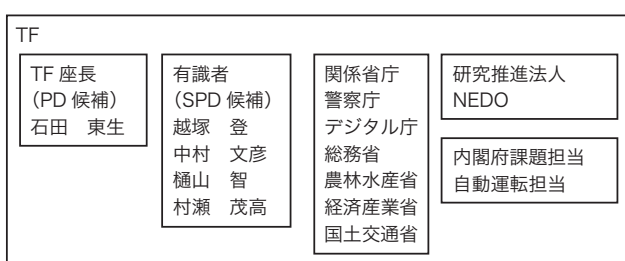 TF
TF 座長
（PD 候補）
石田　東生
有識者
（SPD 候補）
越塚　登
中村　文彦
樋山　智
村瀬　茂高
関係省庁
警察庁
デジタル庁
総務省
農林水産省
経済産業省
国土交通省
研究推進法人
NEDO
内閣府課題担当
自動運転担当